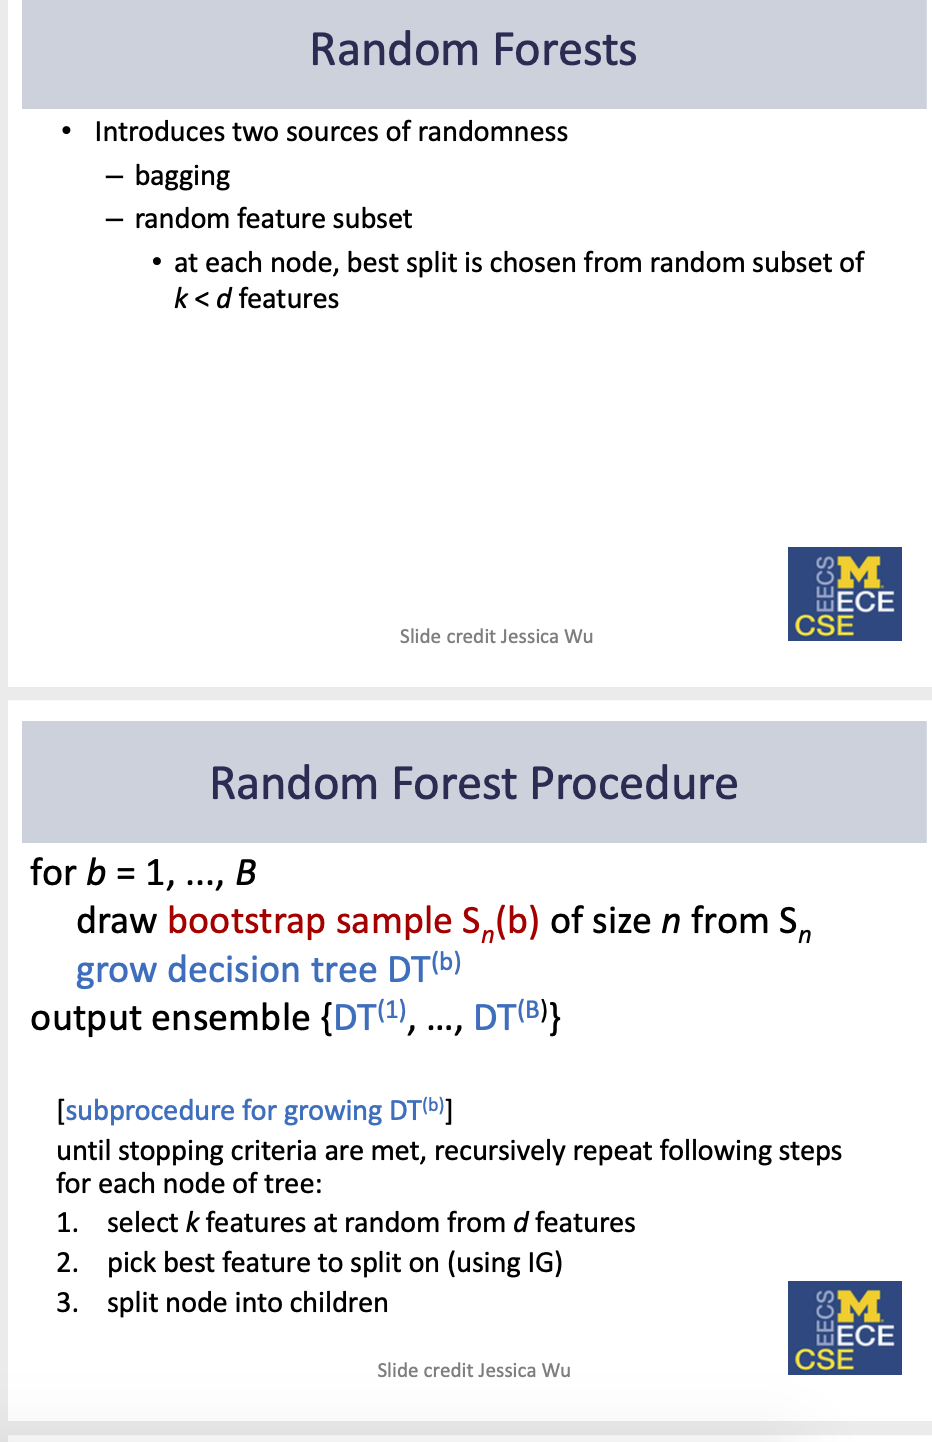 Random Forests
• Introduces two sources of randomness
– bagging
– random feature subset
• at each node, best split is chosen from random subset of
k < d features
EECS
M
ECE
CSE
Slide credit Jessica Wu
Random Forest Procedure
for b = 1, ..., B
draw bootstrap sample Sₙ(b) of size n from Sₙ
grow decision tree DT⁽ᵇ⁾
output ensemble {DT⁽¹⁾, ..., DT⁽ᴮ⁾}
[subprocedure for growing DT⁽ᵇ⁾]
until stopping criteria are met, recursively repeat following steps
for each node of tree:
1. select k features at random from d features
2. pick best feature to split on (using IG)
3. split node into children
EECS
M
ECE
CSE
Slide credit Jessica Wu